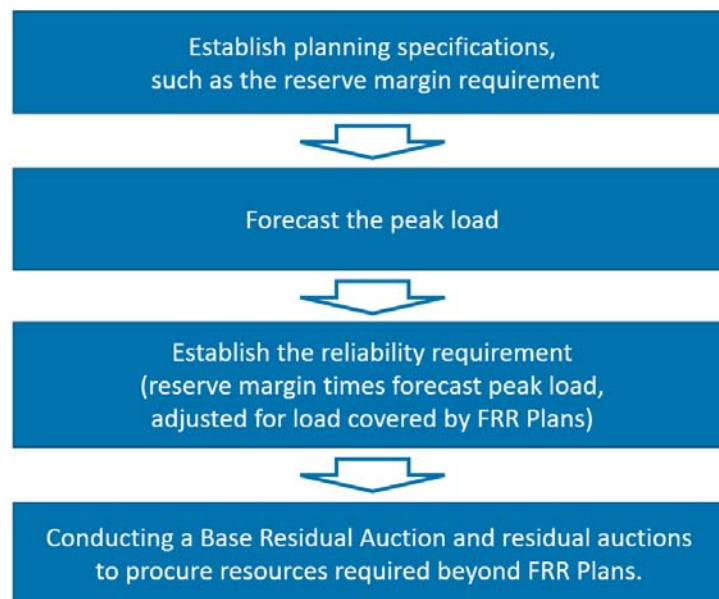 Establish planning specifications,
such as the reserve margin requirement
Forecast the peak load
Establish the reliability requirement
(reserve margin times forecast peak load,
adjusted for load covered by FRR Plans)
Conducting a Base Residual Auction and residual auctions
to procure resources required beyond FRR Plans.